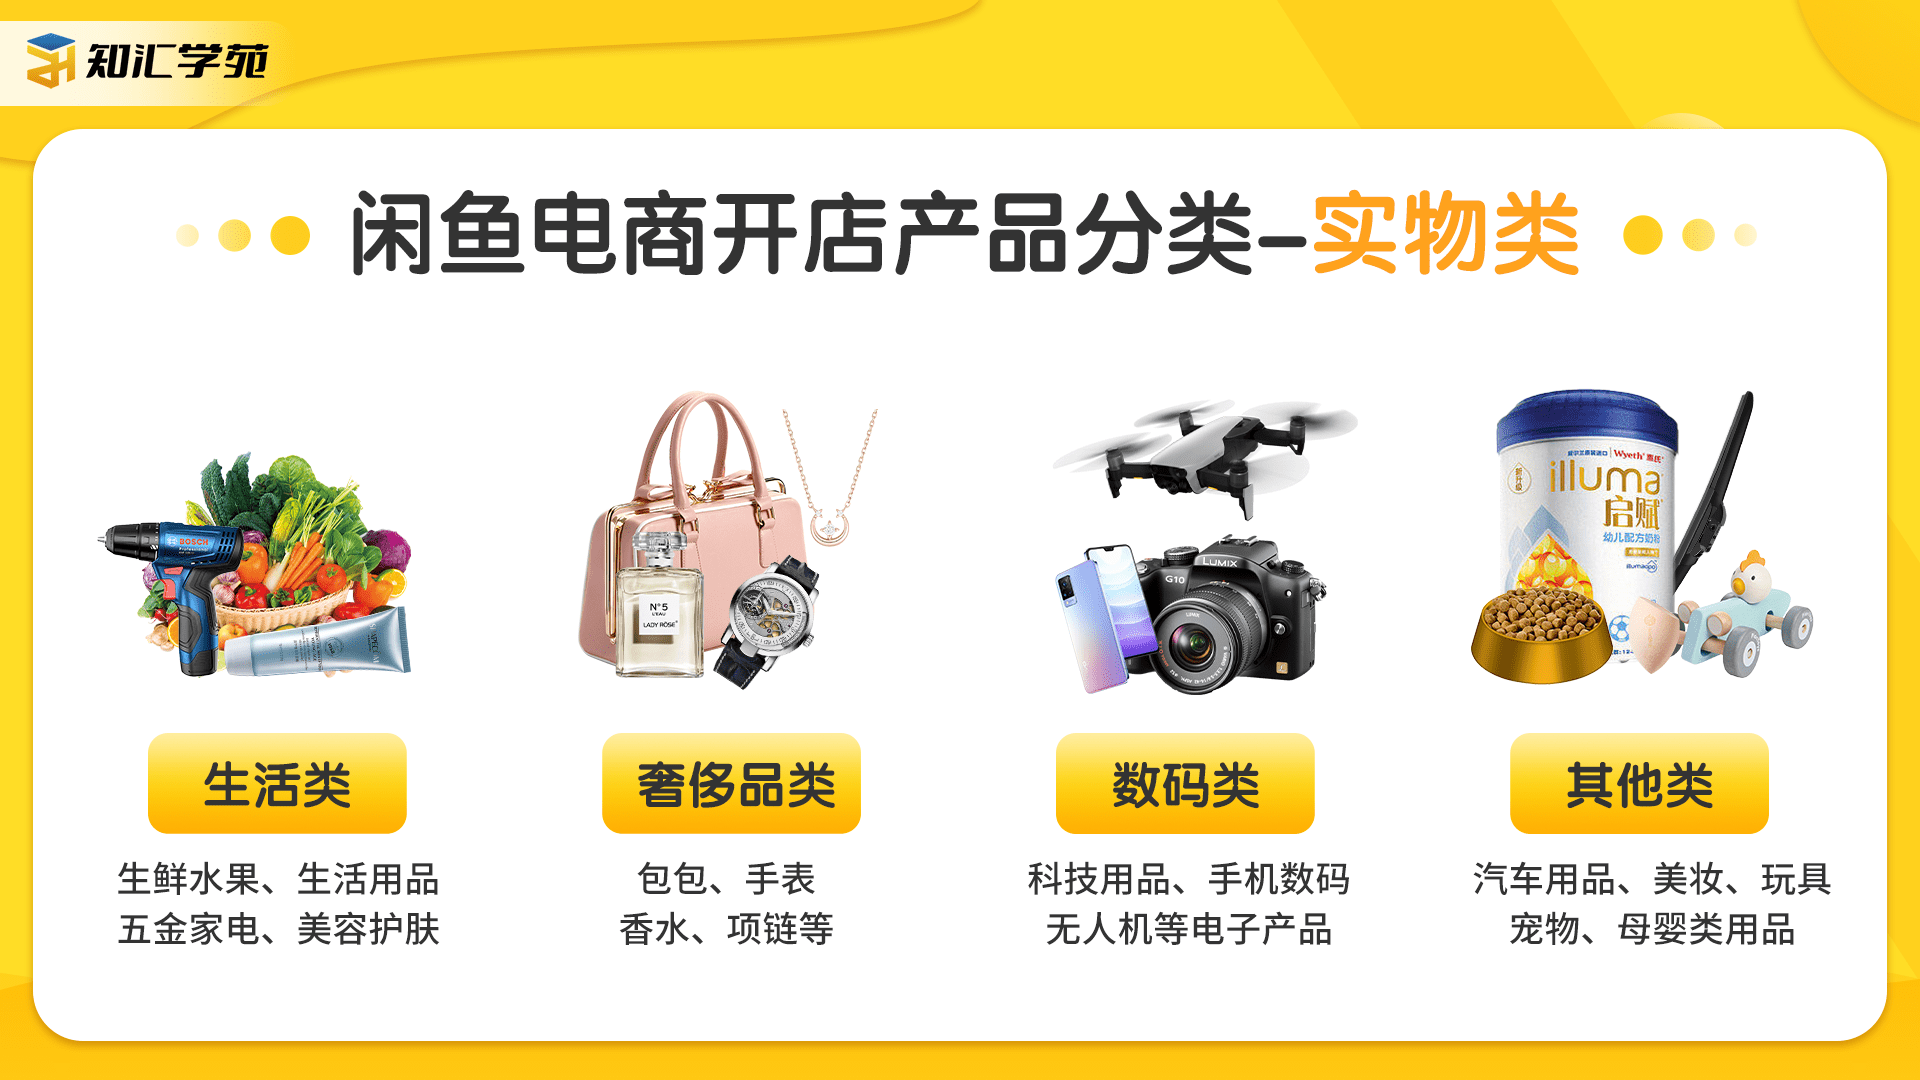 知汇学苑
闲鱼电商开店产品分类-实物类
BOSCH
Professional
N°5
L'EAU
LADY ROSE
LUMIX
G10
Wyeth 惠氏
illuma
启赋
幼儿配方奶粉
生活类
奢侈品类
数码类
其他类
生鲜水果、生活用品
五金家电、美容护肤
包包、手表
香水、项链等
科技用品、手机数码
无人机等电子产品
汽车用品、美妆、玩具
宠物、母婴类用品